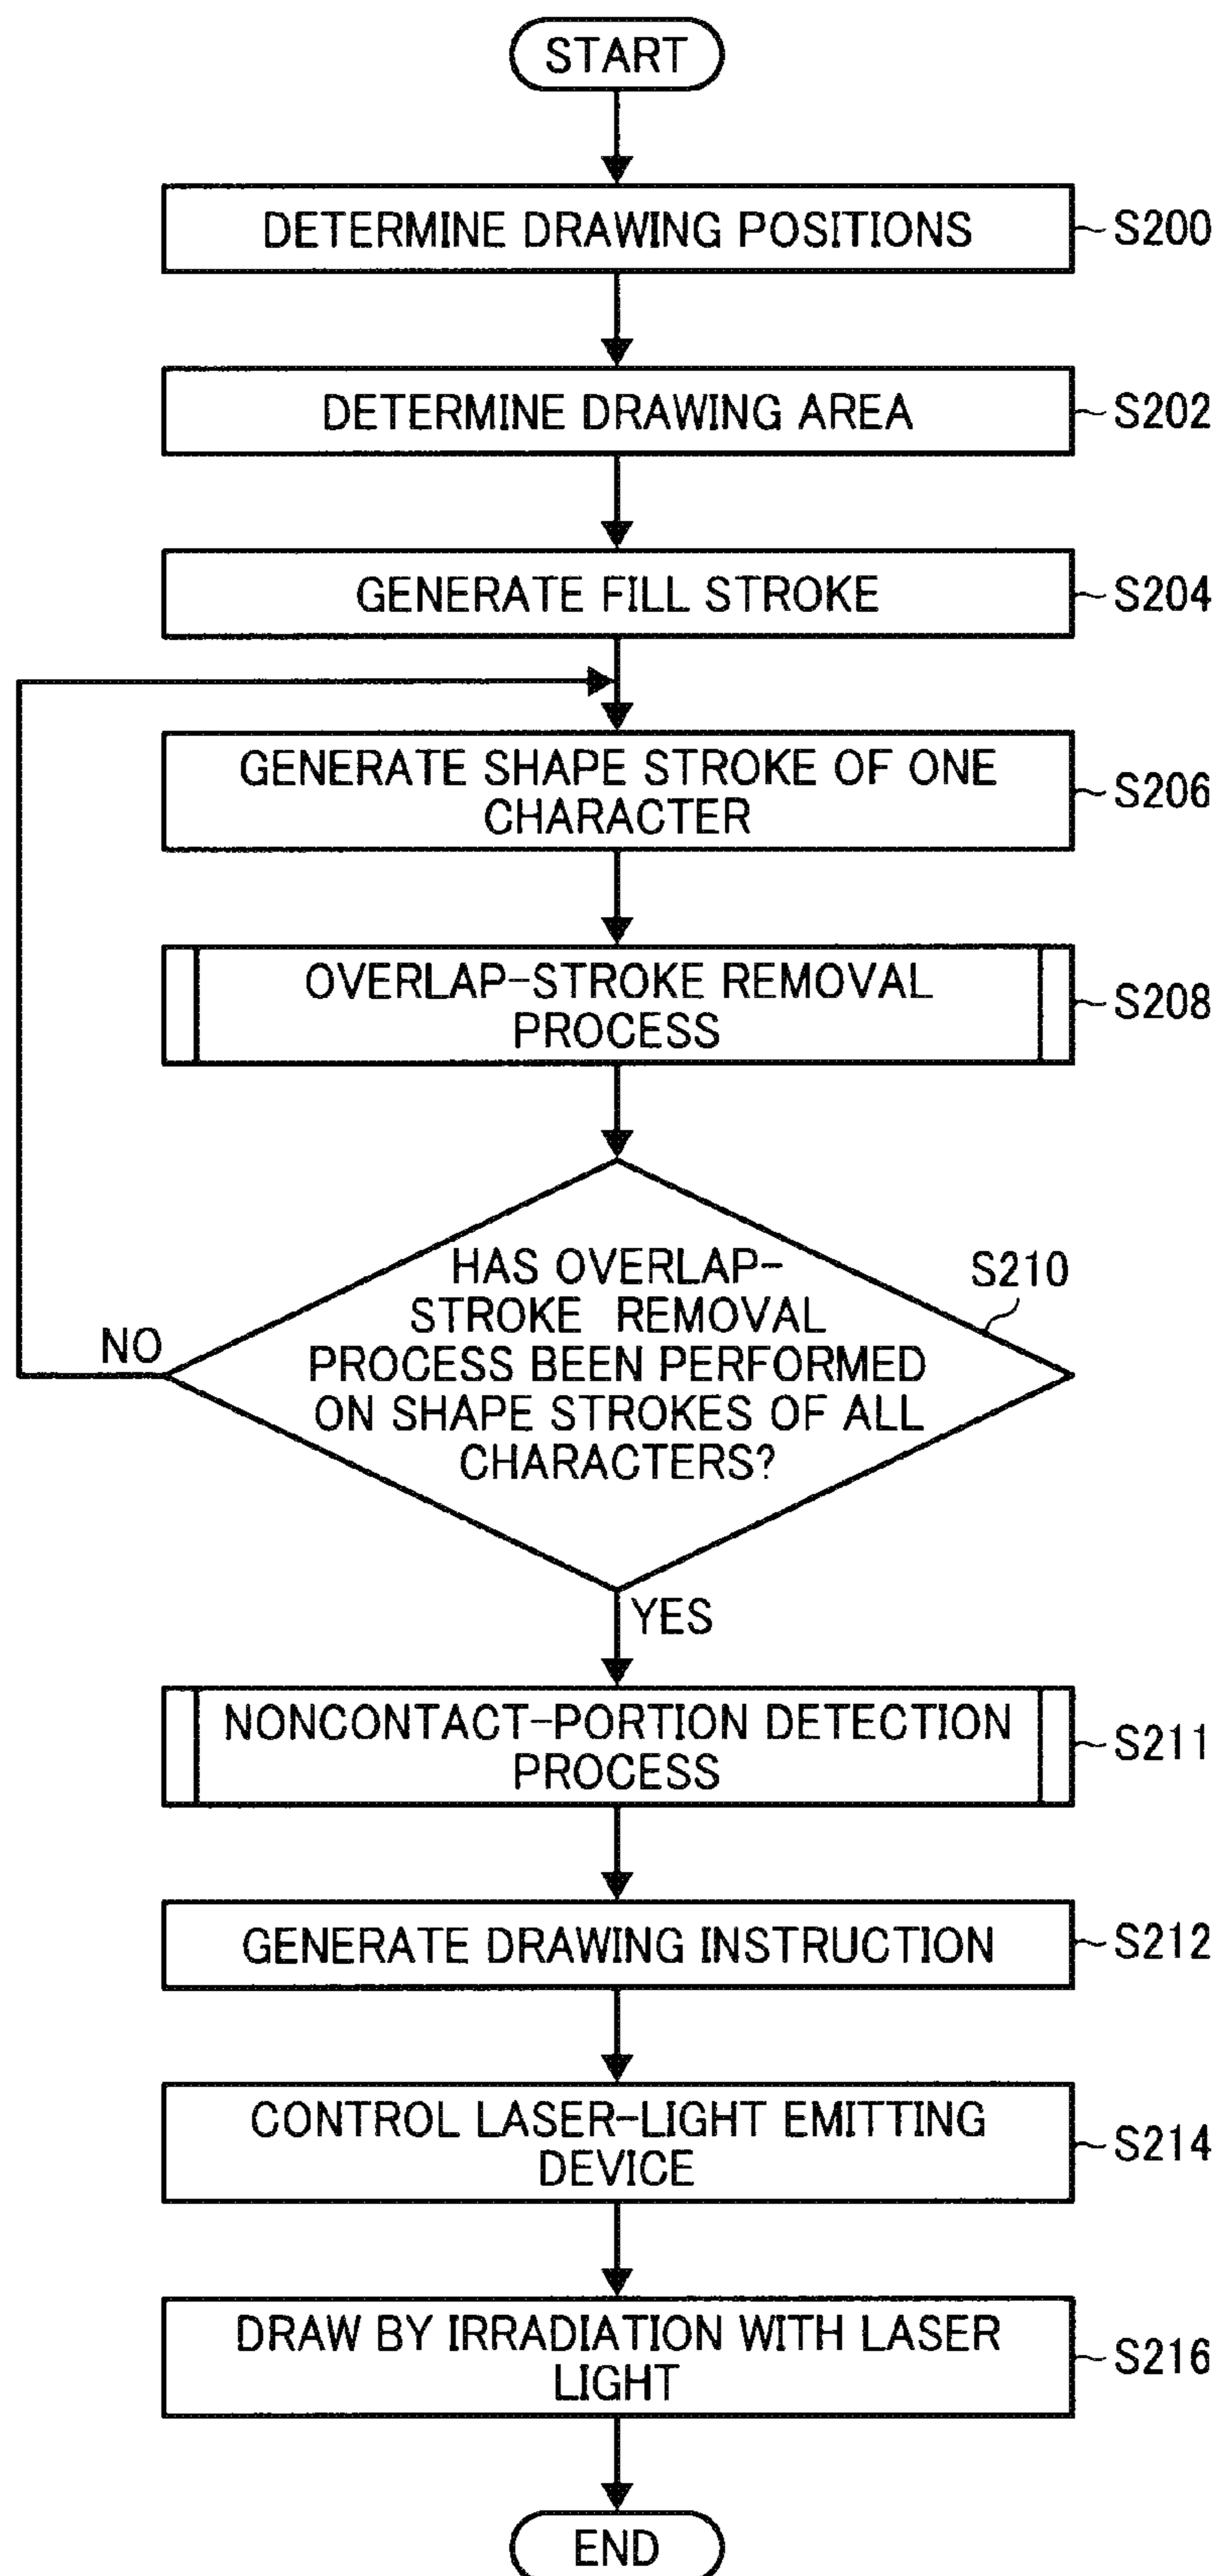 START
DETERMINE DRAWING POSITIONS
S200
DETERMINE DRAWING AREA
S202
GENERATE FILL STROKE
S204
GENERATE SHAPE STROKE OF ONE
CHARACTER
S206
OVERLAP-STROKE REMOVAL
PROCESS
S208
HAS OVERLAP-
STROKE REMOVAL
PROCESS BEEN PERFORMED
ON SHAPE STROKES OF ALL
CHARACTERS?
S210
NO
YES
NONCONTACT-PORTION DETECTION
PROCESS
S211
GENERATE DRAWING INSTRUCTION
S212
CONTROL LASER-LIGHT EMITTING
DEVICE
S214
DRAW BY IRRADIATION WITH LASER
LIGHT
S216
END